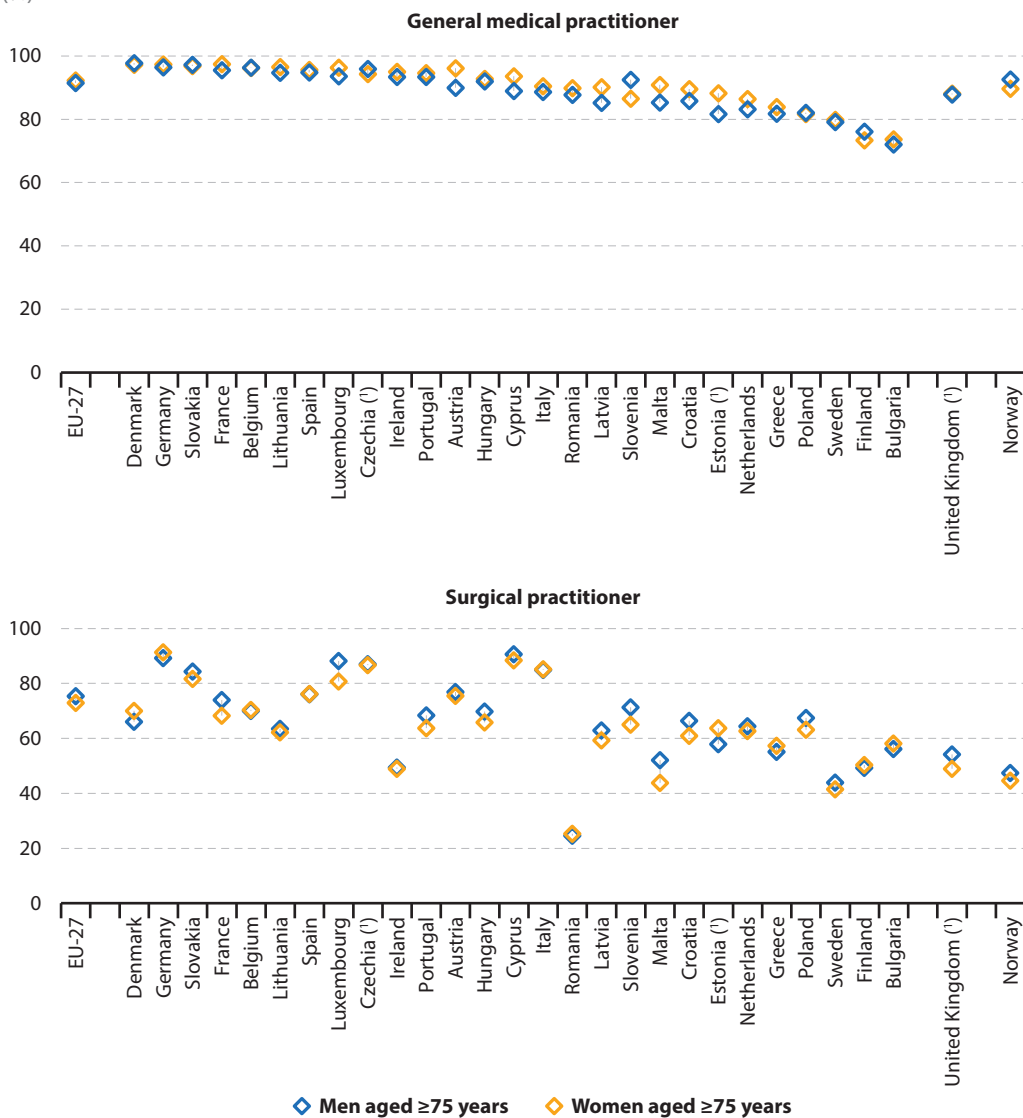 General medical practitioner
100
80
60
40
20
0
EU-27
Denmark
Germany
Slovakia
France
Belgium
Lithuania
Spain
Luxembourg
Czechia (¹)
Ireland
Portugal
Austria
Hungary
Cyprus
Italy
Romania
Latvia
Slovenia
Malta
Croatia
Estonia (¹)
Netherlands
Greece
Poland
Sweden
Finland
Bulgaria
United Kingdom (¹)
Norway
Surgical practitioner
100
80
60
40
20
0
EU-27
Denmark
Germany
Slovakia
France
Belgium
Lithuania
Spain
Luxembourg
Czechia (¹)
Ireland
Portugal
Austria
Hungary
Cyprus
Italy
Romania
Latvia
Slovenia
Malta
Croatia
Estonia (¹)
Netherlands
Greece
Poland
Sweden
Finland
Bulgaria
United Kingdom (¹)
Norway
Men aged ≥75 years Women aged ≥75 years